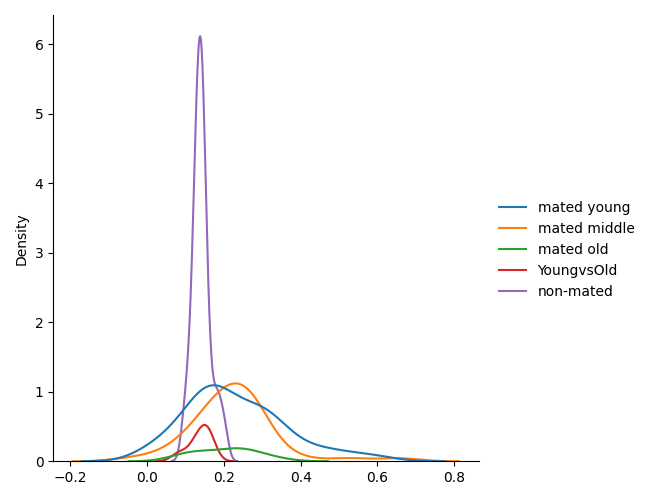 6
5
4
3
2
1
0
Density
−0.2
0.0
0.2
0.4
0.6
0.8
mated young
mated middle
mated old
YoungvsOld
non-mated